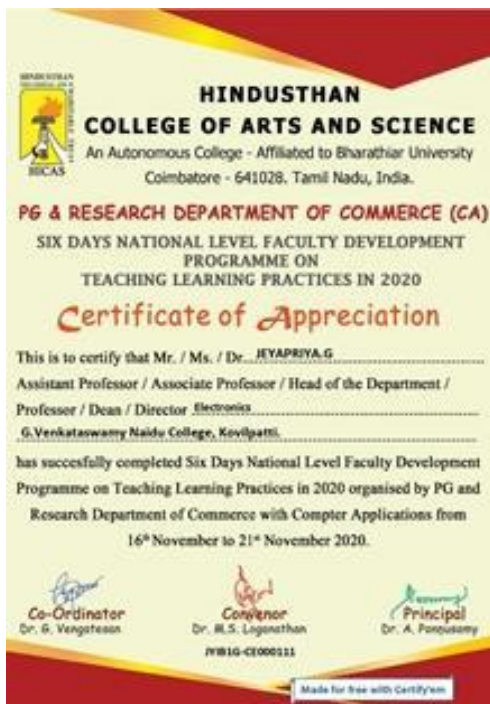 HINDUSTHAN
COLLEGE OF ARTS AND SCIENCE
An Autonomous College - Affiliated to Bharathiar University
Coimbatore - 641028. Tamil Nadu, India.
HICAS
PG & RESEARCH DEPARTMENT OF COMMERCE (CA)
SIX DAYS NATIONAL LEVEL FACULTY DEVELOPMENT
PROGRAMME ON
TEACHING LEARNING PRACTICES IN 2020
Certificate of Appreciation
This is to certify that Mr. / Ms. / Dr. JEYAPRIYA.G
Assistant Professor / Associate Professor / Head of the Department /
Professor / Dean / Director Electronics
G.Venkataswamy Naidu College, Kovilpatti.
has succesfully completed Six Days National Level Faculty Development
Programme on Teaching Learning Practices in 2020 organised by PG and
Research Department of Commerce with Compter Applications from
16th November to 21st November 2020.
Co-Ordinator Convenor Principal
Dr. G. Vengatesan Dr. M.S. Loganathan Dr. A. Ponnusamy
JYIB1G-CE000111
Made for free with Certify'em